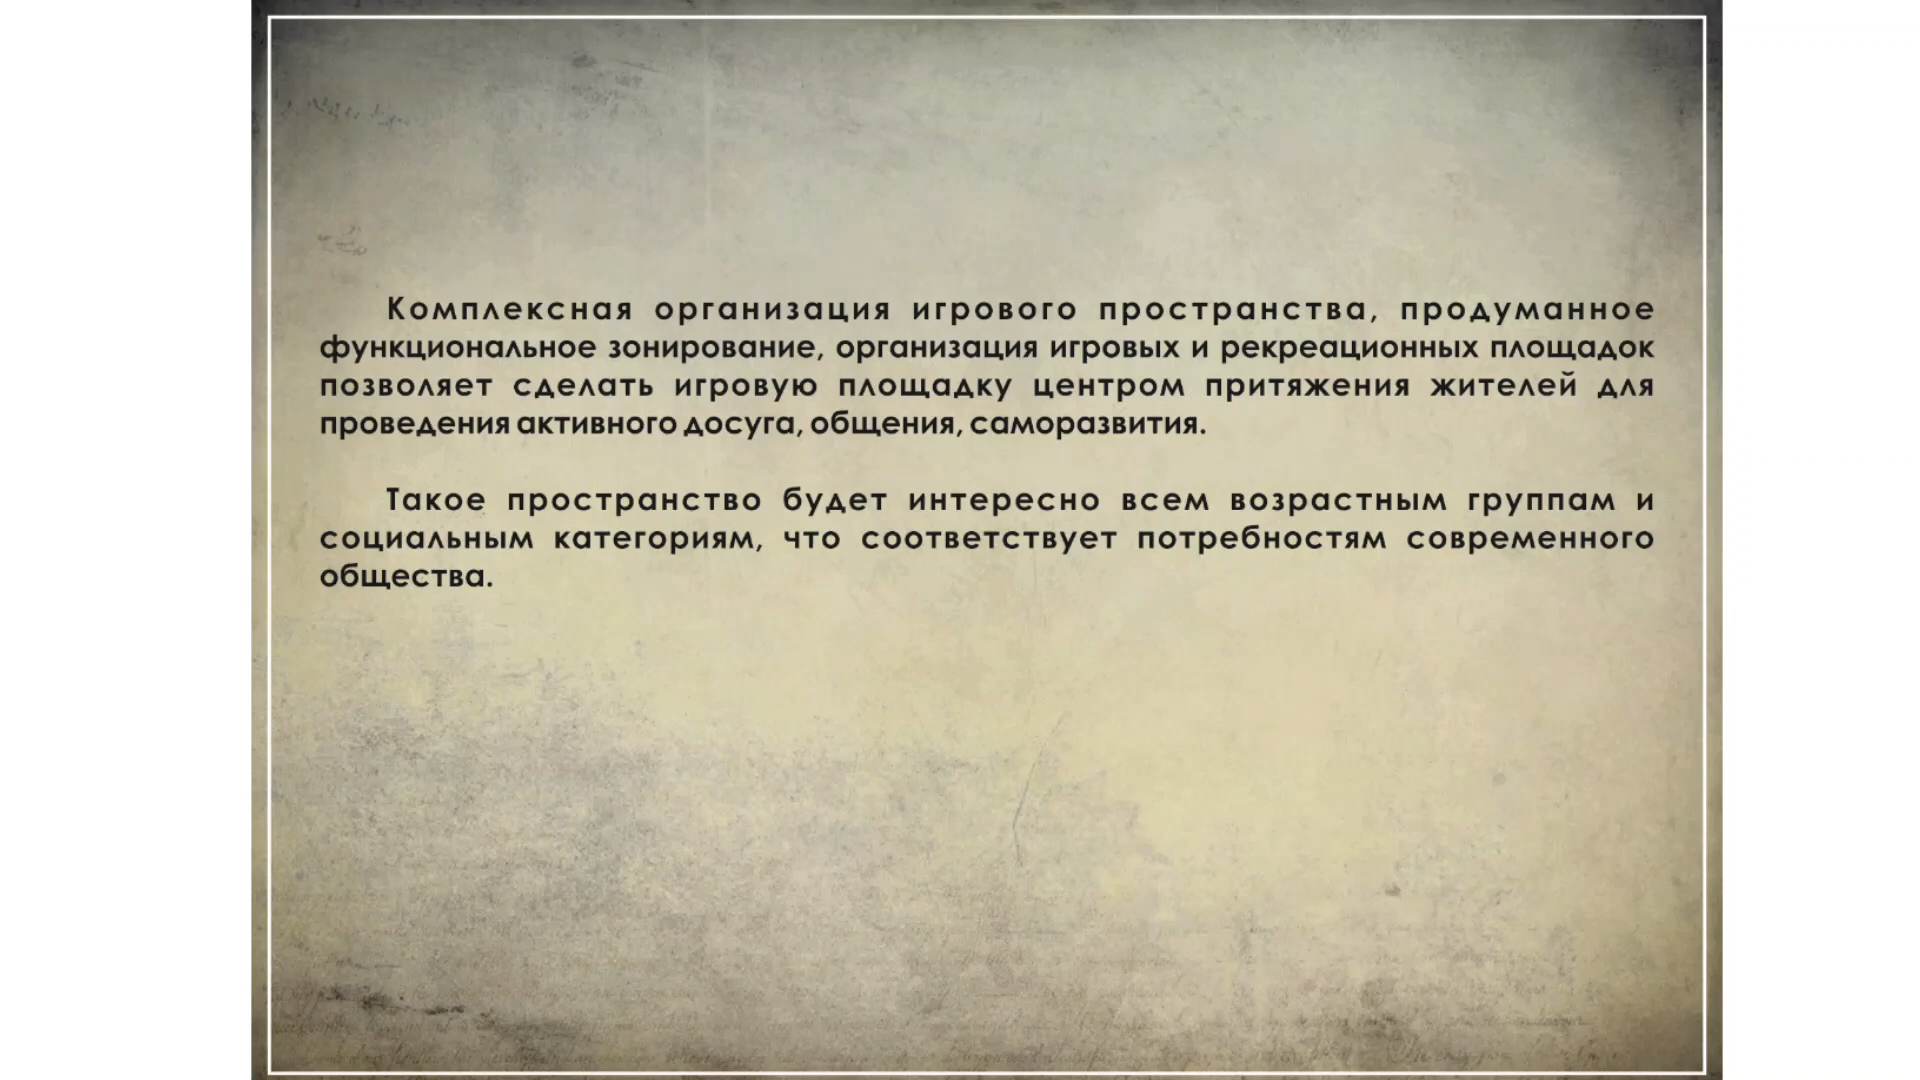 Комплексная организация игрового пространства, продуманное
функциональное зонирование, организация игровых и рекреационных площадок
позволяет сделать игровую площадку центром притяжения жителей для
проведения активного досуга, общения, саморазвития.
Такое пространство будет интересно всем возрастным группам и
социальным категориям, что соответствует потребностям современного
общества.